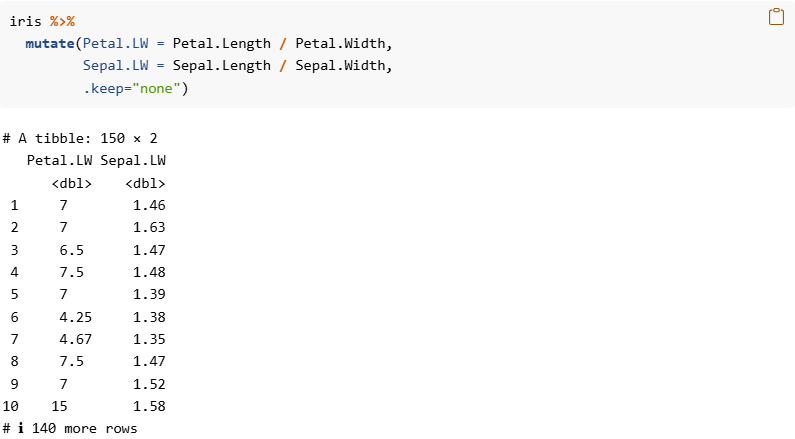 iris %>%
  mutate(Petal.LW = Petal.Length / Petal.Width,
         Sepal.LW = Sepal.Length / Sepal.Width,
         .keep="none")
# A tibble: 150 × 2
   Petal.LW Sepal.LW
      <dbl>    <dbl>
 1     7        1.46
 2     7        1.63
 3     6.5      1.47
 4     7.5      1.48
 5     7        1.39
 6     4.25     1.38
 7     4.67     1.35
 8     7.5      1.47
 9     7        1.52
10    15        1.58
# ℹ 140 more rows